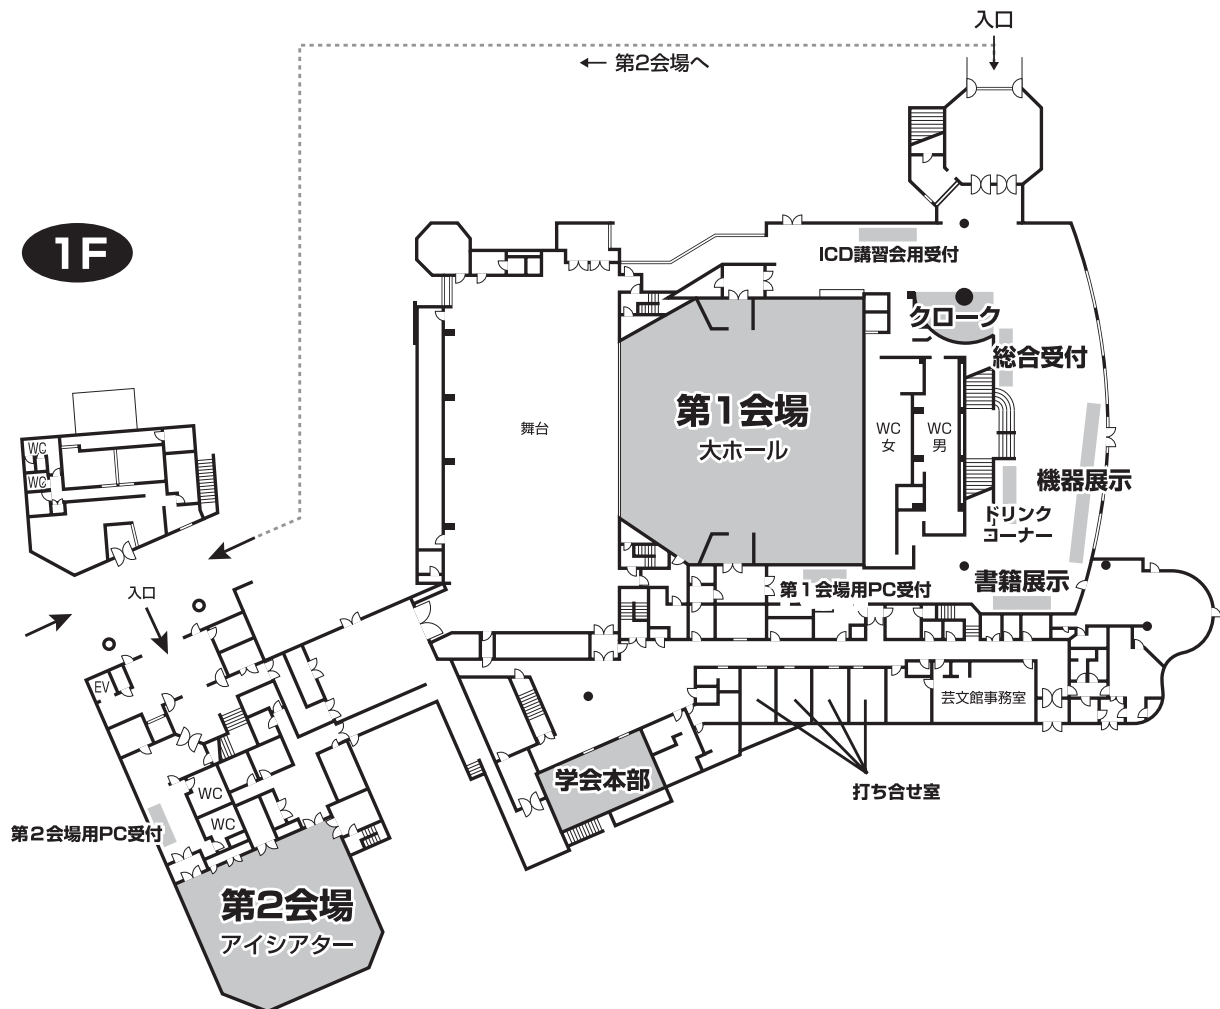 入口
← 第2会場へ
1F
ICD講習会用受付
クローク
総合受付
第1会場
大ホール
舞台
WC
女
WC
男
機器展示
ドリンク
コーナー
書籍展示
第1会場用PC受付
WC
WC
入口
EV
芸文館事務室
学会本部
打ち合せ室
WC
WC
第2会場用PC受付
第2会場
アイシアター